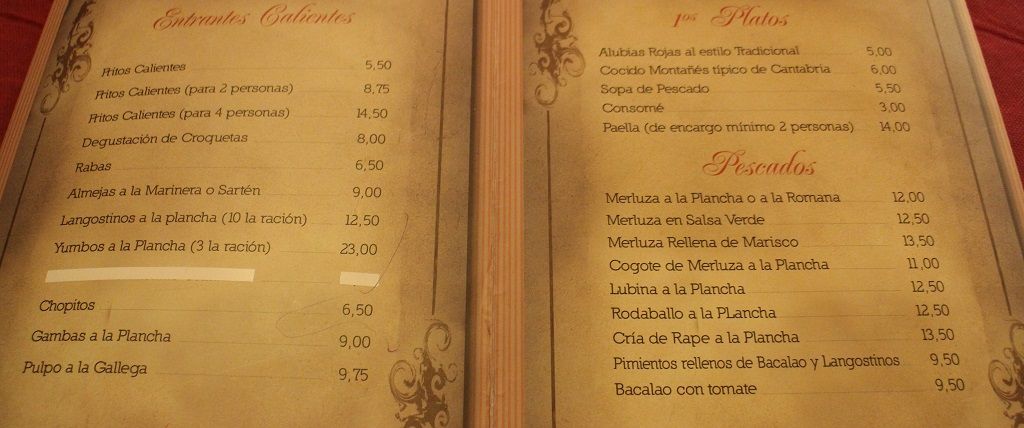 Entrantes Calientes
Fritos Calientes 5,50
Fritos Calientes (para 2 personas) 8,75
Fritos Calientes (para 4 personas) 14,50
Degustación de Croquetas 8,00
Rabas 6,50
Almejas a la Marinera o Sartén 9,00
Langostinos a la plancha (10 la ración) 12,50
Yumbos a la Plancha (3 la ración) 23,00
Chopitos 6,50
Gambas a la Plancha 9,00
Pulpo a la Gallega 9,75
1os Platos
Alubias Rojas al estilo Tradicional 5,00
Cocido Montañés típico de Cantabria 6,00
Sopa de Pescado 5,50
Consomé 3,00
Paella (de encargo mínimo 2 personas) 14,00
Pescados
Merluza a la Plancha o a la Romana 12,00
Merluza en Salsa Verde 12,50
Merluza Rellena de Marisco 13,50
Cogote de Merluza a la Plancha 11,00
Lubina a la Plancha 12,50
Rodaballo a la PLancha 12,50
Cría de Rape a la Plancha 13,50
Pimientos rellenos de Bacalao y Langostinos 9,50
Bacalao con tomate 9,50